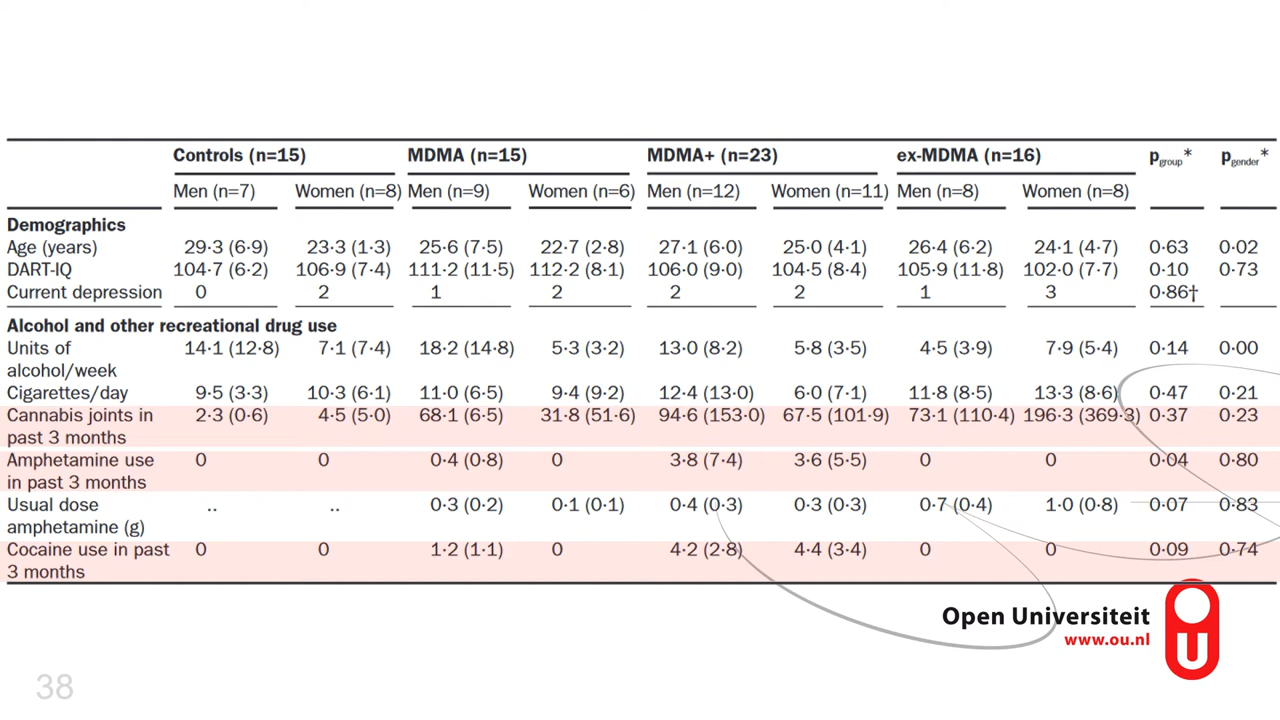 Controls (n=15) MDMA (n=15) MDMA+ (n=23) ex-MDMA (n=16) pgroup* pgender*
Men (n=7) Women (n=8) Men (n=9) Women (n=6) Men (n=12) Women (n=11) Men (n=8) Women (n=8)
Demographics
Age (years) 29·3 (6·9) 23·3 (1·3) 25·6 (7·5) 22·7 (2·8) 27·1 (6·0) 25·0 (4·1) 26·4 (6·2) 24·1 (4·7) 0·63 0·02
DART-IQ 104·7 (6·2) 106·9 (7·4) 111·2 (11·5) 112·2 (8·1) 106·0 (9·0) 104·5 (8·4) 105·9 (11·8) 102·0 (7·7) 0·10 0·73
Current depression 0 2 1 2 2 2 1 3 0·86†
Alcohol and other recreational drug use
Units of 14·1 (12·8) 7·1 (7·4) 18·2 (14·8) 5·3 (3·2) 13·0 (8·2) 5·8 (3·5) 4·5 (3·9) 7·9 (5·4) 0·14 0·00
alcohol/week
Cigarettes/day 9·5 (3·3) 10·3 (6·1) 11·0 (6·5) 9·4 (9·2) 12·4 (13·0) 6·0 (7·1) 11·8 (8·5) 13·3 (8·6) 0·47 0·21
Cannabis joints in 2·3 (0·6) 4·5 (5·0) 68·1 (6·5) 31·8 (51·6) 94·6 (153·0) 67·5 (101·9) 73·1 (110·4) 196·3 (369·3) 0·37 0·23
past 3 months
Amphetamine use 0 0 0·4 (0·8) 0 3·8 (7·4) 3·6 (5·5) 0 0 0·04 0·80
in past 3 months
Usual dose .. .. 0·3 (0·2) 0·1 (0·1) 0·4 (0·3) 0·3 (0·3) 0·7 (0·4) 1·0 (0·8) 0·07 0·83
amphetamine (g)
Cocaine use in past 0 0 1·2 (1·1) 0 4·2 (2·8) 4·4 (3·4) 0 0 0·09 0·74
3 months
Open Universiteit
www.ou.nl
38